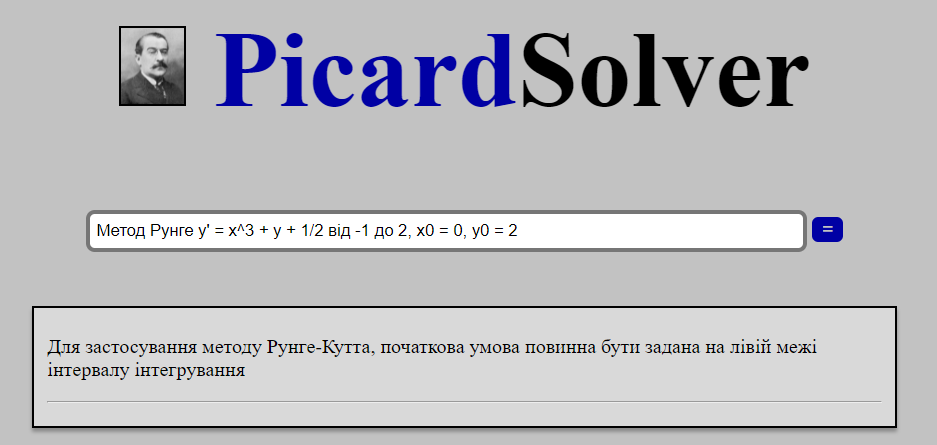 PicardSolver
Метод Рунге y' = x^3 + y + 1/2 від -1 до 2, x0 = 0, y0 = 2
=
Для застосування методу Рунге-Кутта, початкова умова повинна бути задана на лівій межі
інтервалу інтегрування